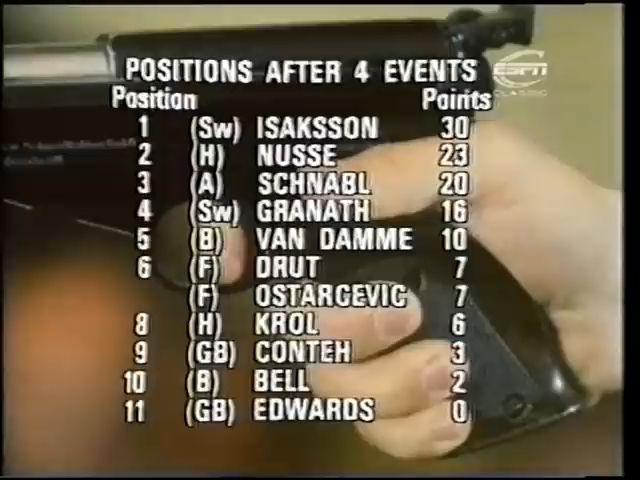 POSITIONS AFTER 4 EVENTS
ESPN
CLASSIC
Position Points
1 (Sw) ISAKSSON 30
2 (H) NUSSE 23
3 (A) SCHNABL 20
4 (Sw) GRANATH 16
5 (B) VAN DAMME 10
6 (F) DRUT 7
(F) OSTARCEVIC 7
8 (H) KROL 6
9 (GB) CONTEH 3
10 (B) BELL 2
11 (GB) EDWARDS 0